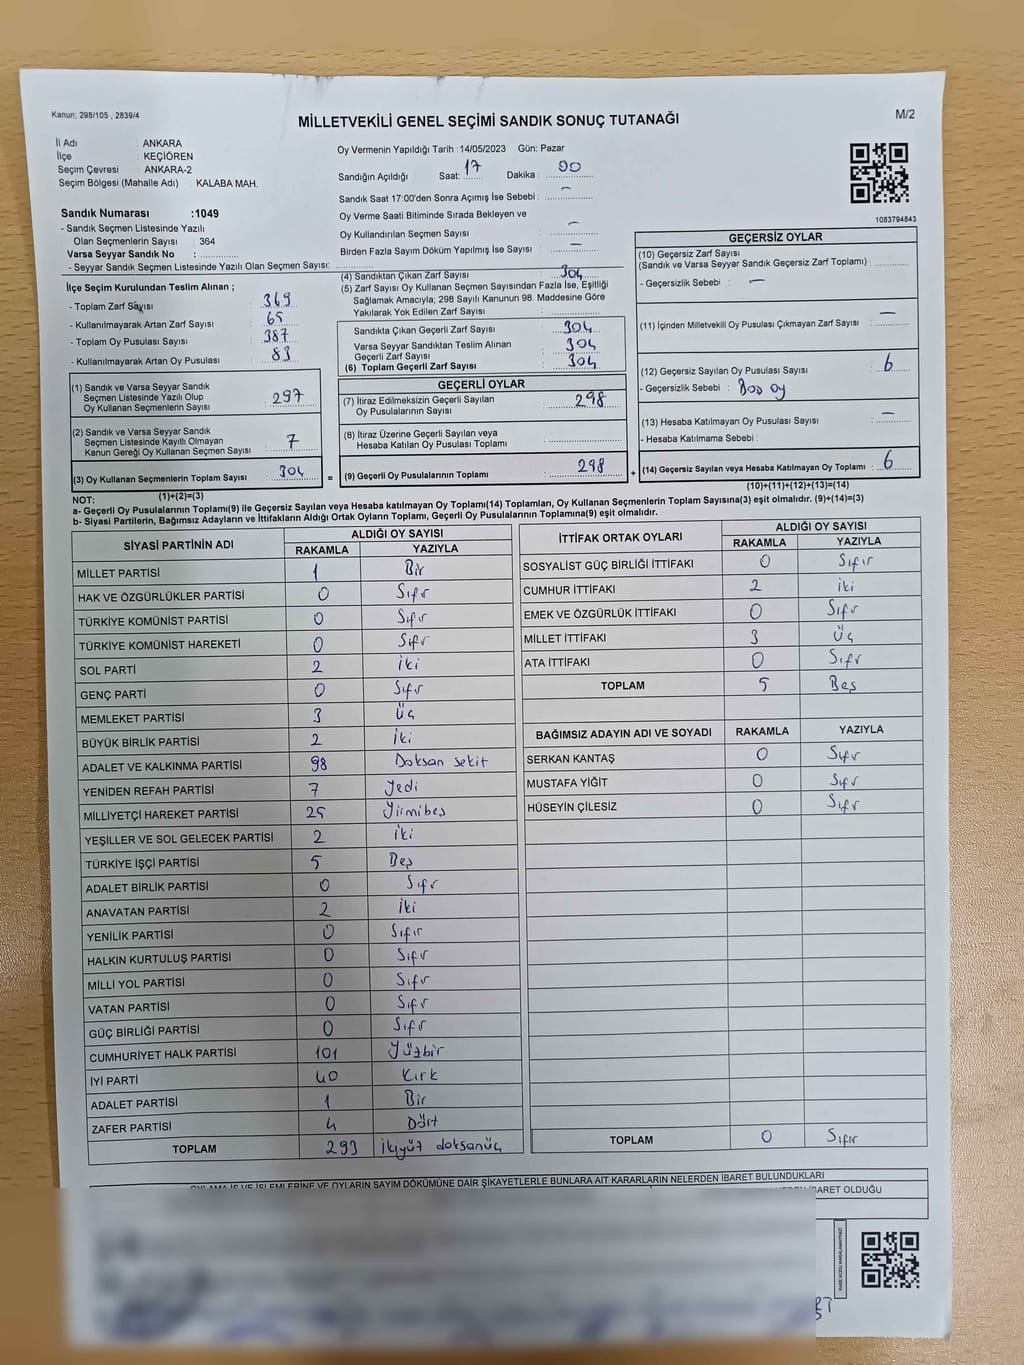 Kanun; 298/105 , 2839/4
MİLLETVEKİLİ GENEL SEÇİMİ SANDIK SONUÇ TUTANAĞI
M/2
İl Adı : ANKARA
İlçe : KEÇİÖREN
Seçim Çevresi : ANKARA-2
Seçim Bölgesi (Mahalle Adı) : KALABA MAH.
Sandık Numarası :1049
- Sandık Seçmen Listesinde Yazılı
Olan Seçmenlerin Sayısı : 364
Varsa Seyyar Sandık No :
- Seyyar Sandık Seçmen Listesinde Yazılı Olan Seçmen Sayısı:
İlçe Seçim Kurulundan Teslim Alınan ;
- Toplam Zarf Sayısı : 369
- Kullanılmayarak Artan Zarf Sayısı : 65
- Toplam Oy Pusulası Sayısı : 387
- Kullanılmayarak Artan Oy Pusulası : 83
(1) Sandık ve Varsa Seyyar Sandık
Seçmen Listesinde Yazılı Olup
Oy Kullanan Seçmenlerin Sayısı : 297
(2) Sandık ve Varsa Seyyar Sandık
Seçmen Listesinde Kayıtlı Olmayan
Kanun Gereği Oy Kullanan Seçmen Sayısı : 7
(3) Oy Kullanan Seçmenlerin Toplam Sayısı : 304
(1)+(2)=(3)
Oy Vermenin Yapıldığı Tarih :14/05/2023 Gün: Pazar
Sandığın Açıldığı Saat: 17 Dakika : 00
Sandık Saat 17:00'den Sonra Açımış İse Sebebi : -
Oy Verme Saati Bitiminde Sırada Bekleyen ve
Oy Kullandırılan Seçmen Sayısı : -
Birden Fazla Sayım Döküm Yapılmış İse Sayısı : -
(4) Sandıktan Çıkan Zarf Sayısı : 304
(5) Zarf Sayısı Oy Kullanan Seçmen Sayısından Fazla İse, Eşitliği
Sağlamak Amacıyla; 298 Sayılı Kanunun 98. Maddesine Göre
Yakılarak Yok Edilen Zarf Sayısı :
Sandıkta Çıkan Geçerli Zarf Sayısı : 304
Varsa Seyyar Sandıktan Teslim Alınan
Geçerli Zarf Sayısı : 304
(6) Toplam Geçerli Zarf Sayısı : 304
GEÇERLİ OYLAR
(7) İtiraz Edilmeksizin Geçerli Sayılan
Oy Pusulalarının Sayısı : 298
(8) İtiraz Üzerine Geçerli Sayılan veya
Hesaba Katılan Oy Pusulası Toplamı :
= (9) Geçerli Oy Pusulalarının Toplamı : 298 +
1083794843
GEÇERSİZ OYLAR
(10) Geçersiz Zarf Sayısı
(Sandık ve Varsa Seyyar Sandık Geçersiz Zarf Toplamı) :
- Geçersizlik Sebebi : -
(11) İçinden Milletvekili Oy Pusulası Çıkmayan Zarf Sayısı : -
(12) Geçersiz Sayılan Oy Pusulası Sayısı : 6
- Geçersizlik Sebebi : Boş oy
(13) Hesaba Katılmayan Oy Pusulası Sayısı : -
- Hesaba Katılmama Sebebi :
(14) Geçersiz Sayılan veya Hesaba Katılmayan Oy Toplamı : 6
(10)+(11)+(12)+(13)=(14)
NOT:
a- Geçerli Oy Pusulalarının Toplamı(9) ile Geçersiz Sayılan veya Hesaba katılmayan Oy Toplamı(14) Toplamları, Oy Kullanan Seçmenlerin Toplam Sayısına(3) eşit olmalıdır. (9)+(14)=(3)
b- Siyasi Partilerin, Bağımsız Adayların ve İttifakların Aldığı Ortak Oyların Toplamı, Geçerli Oy Pusulalarının Toplamına(9) eşit olmalıdır.
SİYASİ PARTİNİN ADI ALDIĞI OY SAYISI
RAKAMLA YAZIYLA
MİLLET PARTİSİ 1 Bir
HAK VE ÖZGÜRLÜKLER PARTİSİ 0 Sıfır
TÜRKİYE KOMÜNİST PARTİSİ 0 Sıfır
TÜRKİYE KOMÜNİST HAREKETİ 0 Sıfır
SOL PARTİ 2 iki
GENÇ PARTİ 0 Sıfır
MEMLEKET PARTİSİ 3 Üç
BÜYÜK BİRLİK PARTİSİ 2 İki
ADALET VE KALKINMA PARTİSİ 98 Doksan sekiz
YENİDEN REFAH PARTİSİ 7 Yedi
MİLLİYETÇİ HAREKET PARTİSİ 25 Yirmibeş
YEŞİLLER VE SOL GELECEK PARTİSİ 2 iki
TÜRKİYE İŞÇİ PARTİSİ 5 Beş
ADALET BİRLİK PARTİSİ 0 Sıfır
ANAVATAN PARTİSİ 2 İki
YENİLİK PARTİSİ 0 Sıfır
HALKIN KURTULUŞ PARTİSİ 0 Sıfır
MİLLİ YOL PARTİSİ 0 Sıfır
VATAN PARTİSİ 0 Sıfır
GÜÇ BİRLİĞİ PARTİSİ 0 Sıfır
CUMHURİYET HALK PARTİSİ 101 Yüzbir
İYİ PARTİ 40 Kırk
ADALET PARTİSİ 1 Bir
ZAFER PARTİSİ 4 Dört
TOPLAM 293 İkiyüz doksanüç
İTTİFAK ORTAK OYLARI ALDIĞI OY SAYISI
RAKAMLA YAZIYLA
SOSYALİST GÜÇ BİRLİĞİ İTTİFAKI 0 Sıfır
CUMHUR İTTİFAKI 2 iki
EMEK VE ÖZGÜRLÜK İTTİFAKI 0 Sıfır
MİLLET İTTİFAKI 3 Üç
ATA İTTİFAKI 0 Sıfır
TOPLAM 5 Beş
BAĞIMSIZ ADAYIN ADI VE SOYADI RAKAMLA YAZIYLA
SERKAN KANTAŞ 0 Sıfır
MUSTAFA YİĞİT 0 Sıfır
HÜSEYİN ÇİLESİZ 0 Sıfır
TOPLAM 0 Sıfır
OYLAMA İŞ VE İŞLEMLERİNE VE OYLARIN SAYIM DÖKÜMÜNE DAİR ŞİKAYETLERLE BUNLARA AİT KARARLARIN NELERDEN İBARET BULUNDUKLARI
İBARET OLDUĞU